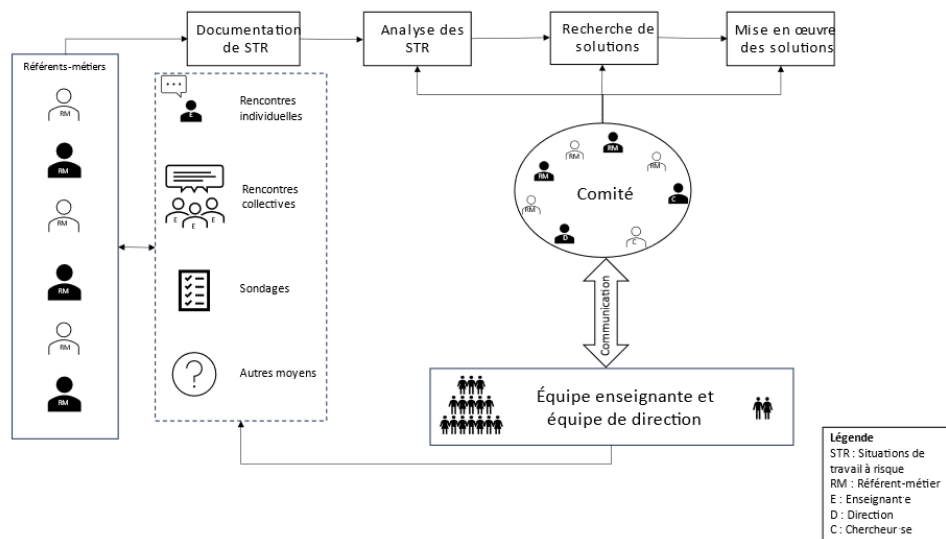 Documentation
de STR
Analyse des
STR
Recherche de
solutions
Mise en œuvre
des solutions
Référents-métiers
RM
RM
RM
RM
RM
RM
E
Rencontres
individuelles
Rencontres
collectives
E
E
E
Sondages
?
Autres moyens
RM
RM
RM
RM
Comité
C
RM
D
C
Communication
Équipe enseignante et
équipe de direction
Légende
STR : Situations de
travail à risque
RM : Référent-métier
E : Enseignant·e
D : Direction
C : Chercheur·se